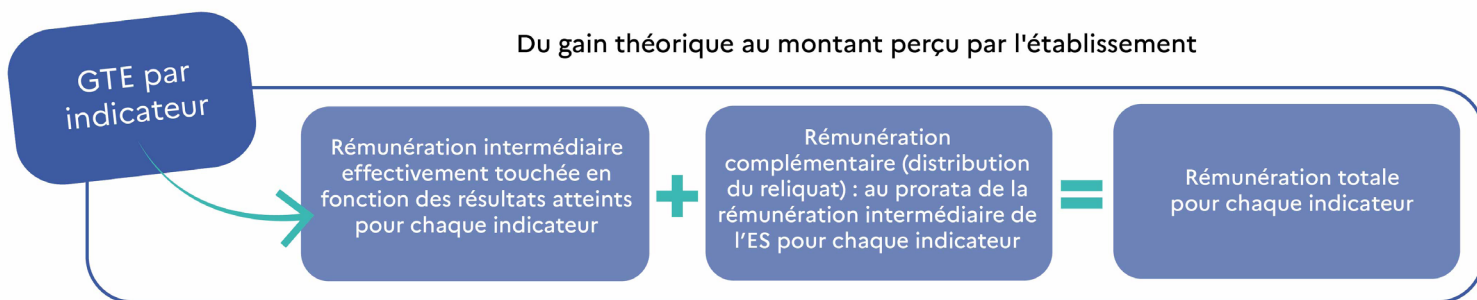 Du gain théorique au montant perçu par l'établissement
GTE par
indicateur
Rémunération intermédiaire
effectivement touchée en
fonction des résultats atteints
pour chaque indicateur
+
Rémunération
complémentaire (distribution
du reliquat) : au prorata de la
rémunération intermédiaire de
l’ES pour chaque indicateur
=
Rémunération totale
pour chaque indicateur